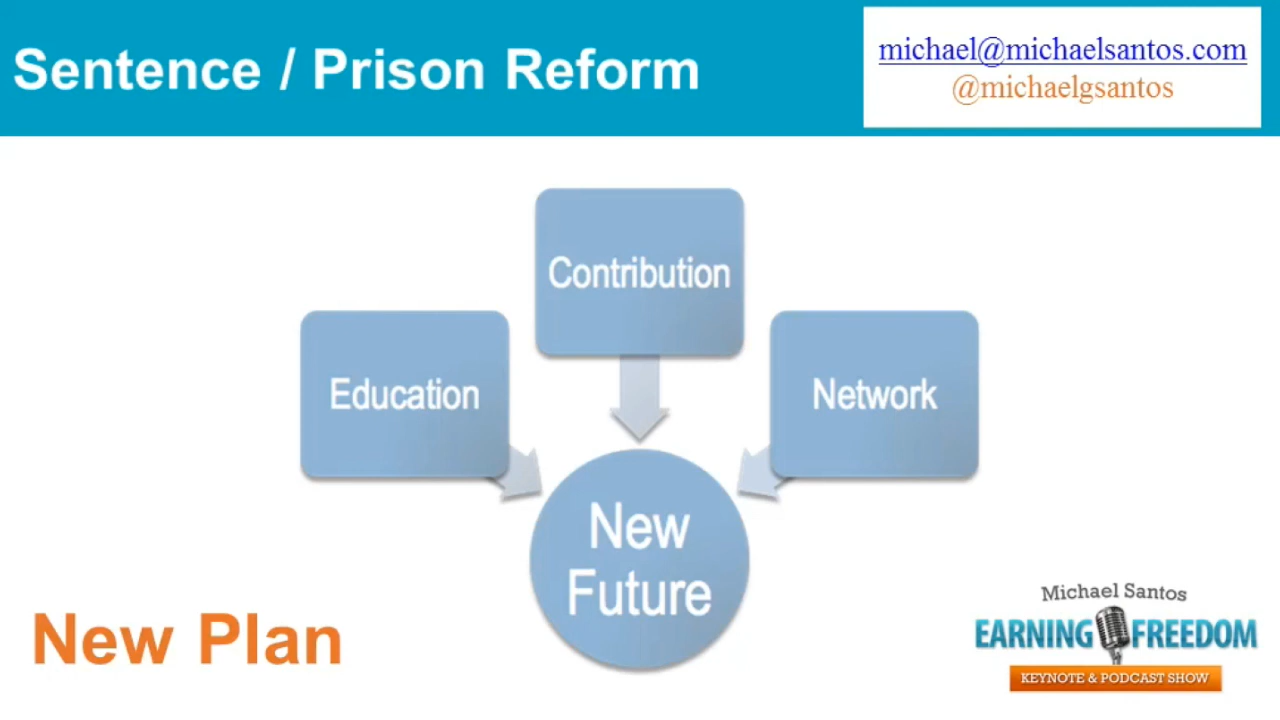 Sentence / Prison Reform
michael@michaelsantos.com
@michaelgsantos
Contribution
Education
Network
New
Future
New Plan
Michael Santos
EARNING FREEDOM
KEYNOTE & PODCAST SHOW